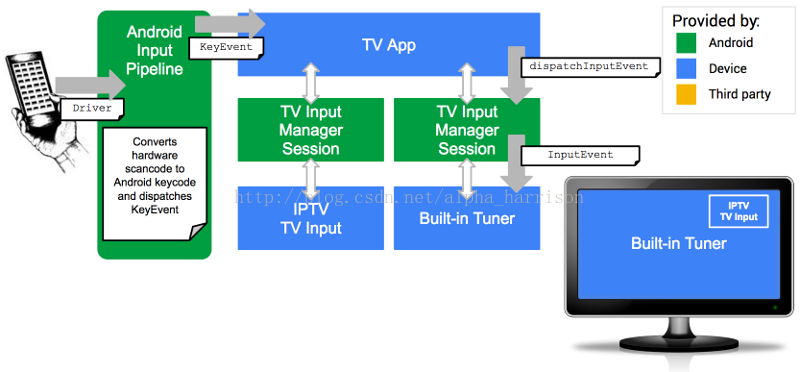 Android
Input
Pipeline
KeyEvent
Driver
Converts
hardware
scancode to
Android keycode
and dispatches
KeyEvent
TV App
dispatchInputEvent
TV Input
Manager
Session
TV Input
Manager
Session
InputEvent
IPTV
TV Input
Built-in Tuner
http://blog.csdn.net/alpha_harrison
Provided by:
Android
Device
Third party
IPTV
TV Input
Built-in Tuner